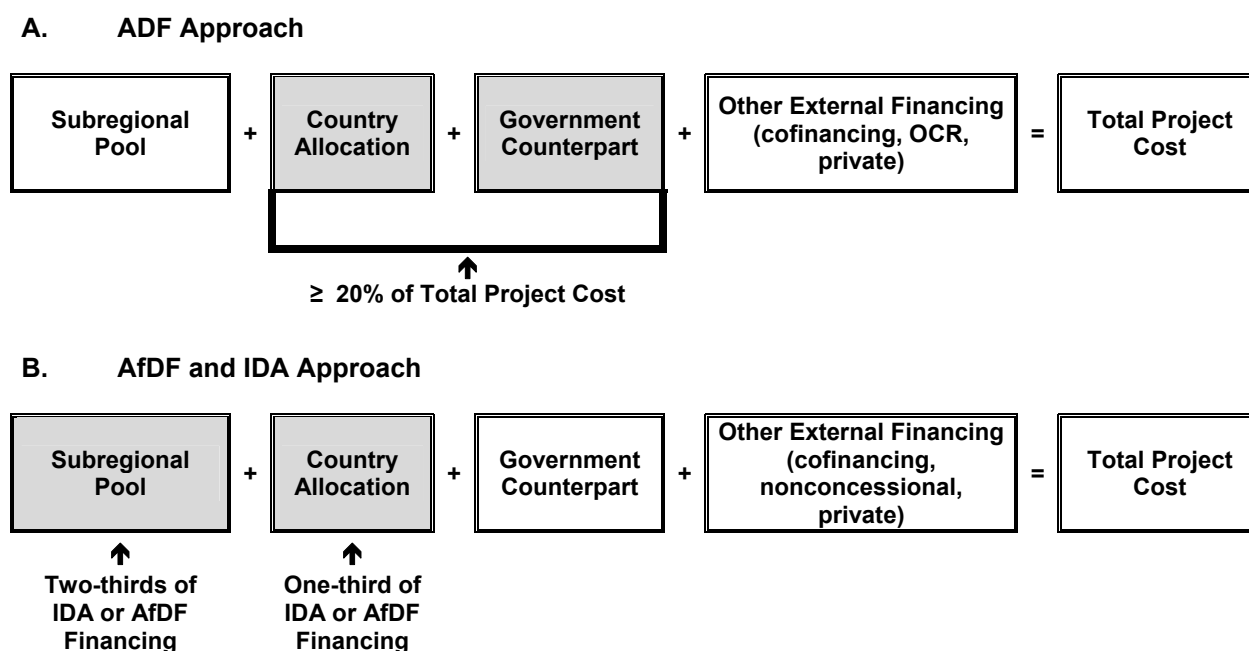 A. ADF Approach
Subregional
Pool
+
Country
Allocation
+
Government
Counterpart
+
Other External Financing
(cofinancing, OCR,
private)
=
Total Project
Cost
≥ 20% of Total Project Cost
B. AfDF and IDA Approach
Subregional
Pool
+
Country
Allocation
+
Government
Counterpart
+
Other External Financing
(cofinancing,
nonconcessional,
private)
=
Total Project
Cost
Two-thirds of
IDA or AfDF
Financing
One-third of
IDA or AfDF
Financing